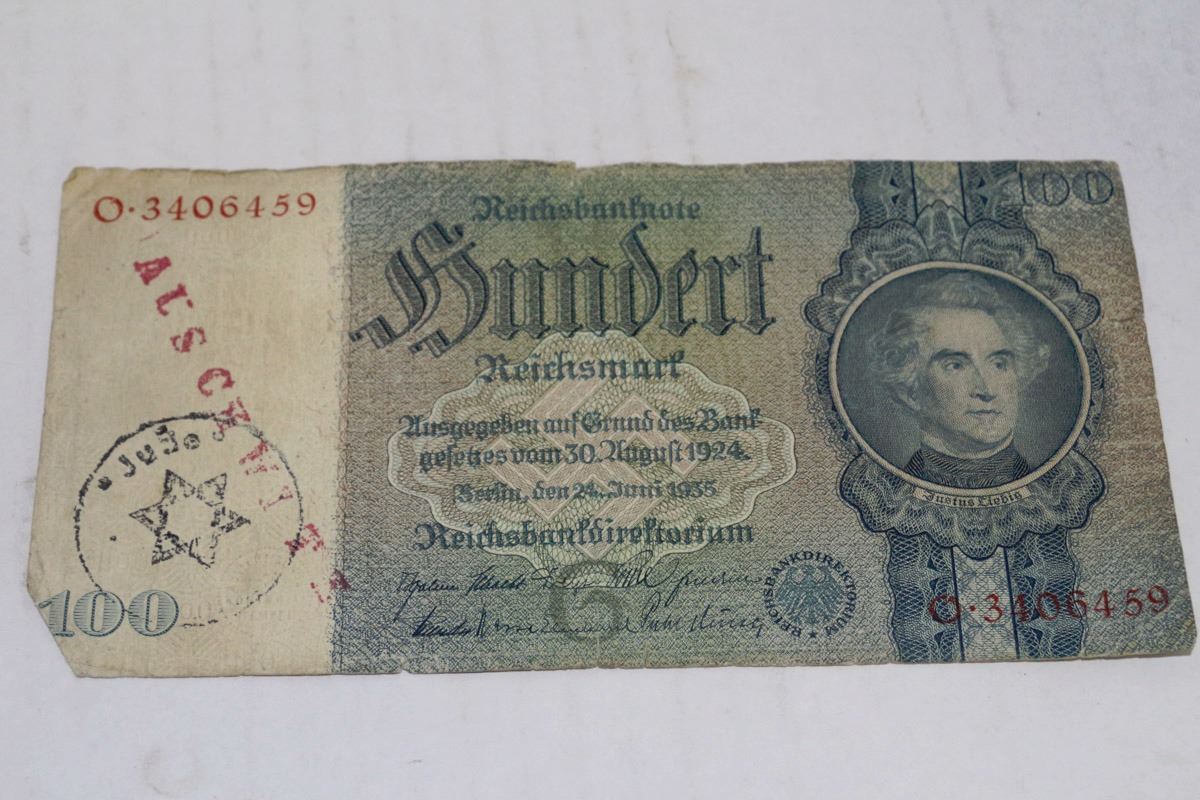 O·3406459
Reichsbanknote
100
Hundert
Reichsmark
Ausgegeben auf Grund des Bank-
gesetzes vom 30. August 1924.
Berlin, den 24. Juni 1935
Reichsbankdirektorium
Justus Liebig
REICHSBANKDIREKTORIUM
6
O·3406459
100
Jude